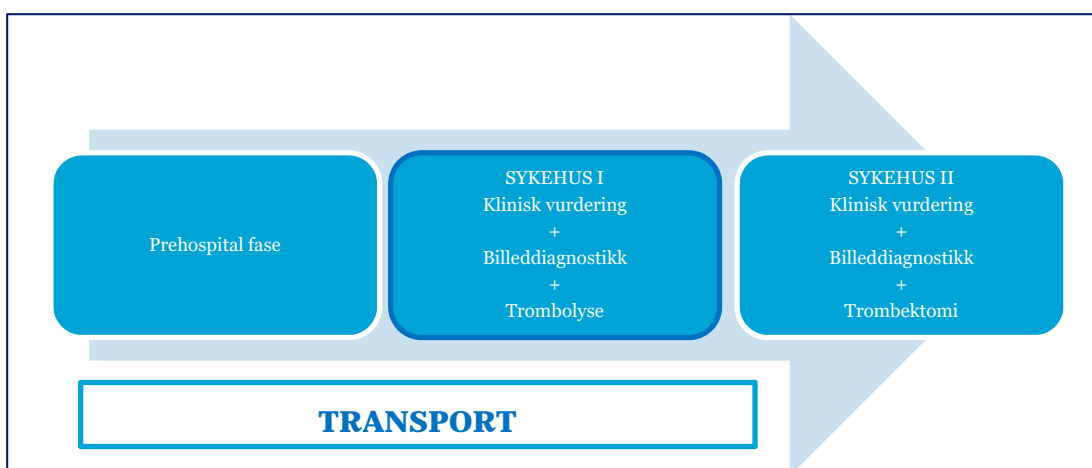 Prehospital fase
SYKEHUS I
Klinisk vurdering
+
Billeddiagnostikk
+
Trombolyse
SYKEHUS II
Klinisk vurdering
+
Billeddiagnostikk
+
Trombektomi
TRANSPORT